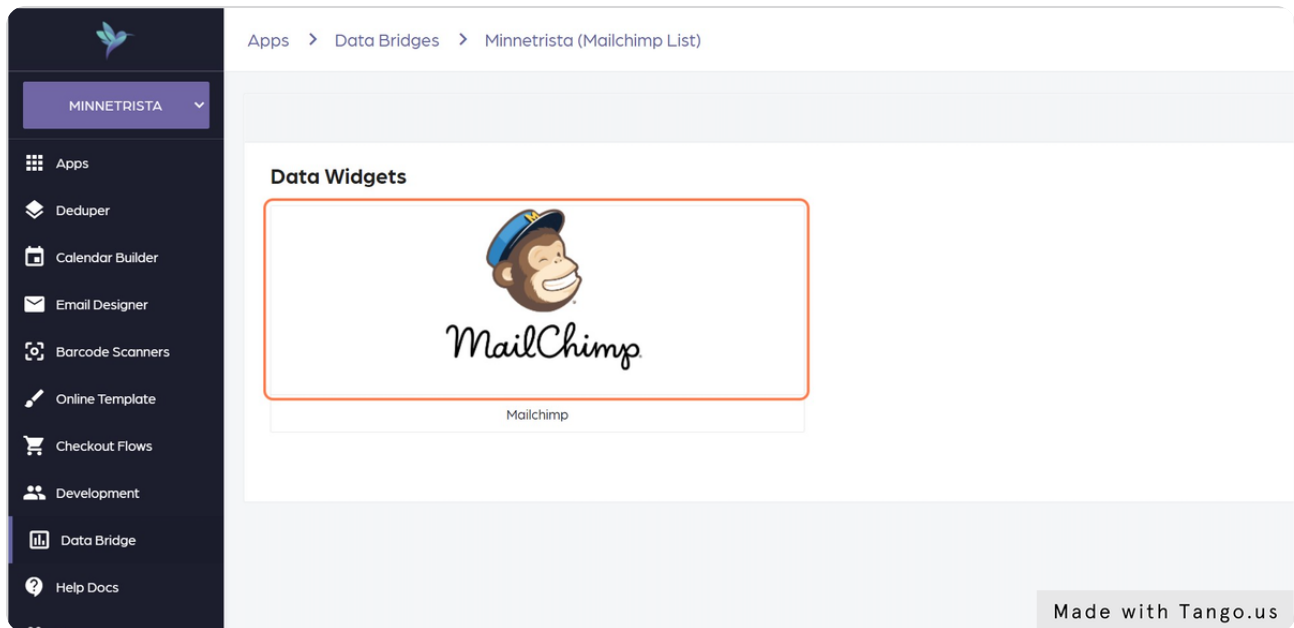 Apps > Data Bridges > Minnetrista (Mailchimp List)
MINNETRISTA
Apps
Deduper
Calendar Builder
Email Designer
Barcode Scanners
Online Template
Checkout Flows
Development
Data Bridge
Help Docs
Data Widgets
MailChimp
Mailchimp
Made with Tango.us